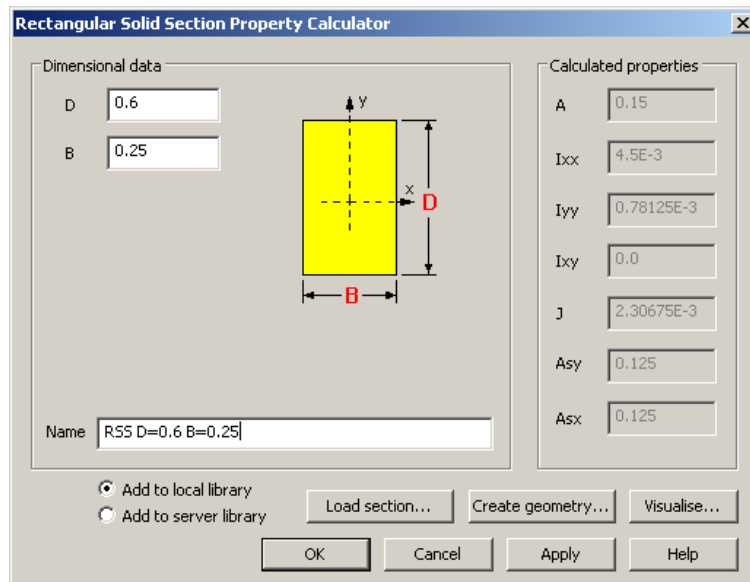 Rectangular Solid Section Property Calculator
Dimensional data
D 0.6
B 0.25
y
x
D
B
Name RSS D=0.6 B=0.25
Calculated properties
A 0.15
Ixx 4.5E-3
Iyy 0.78125E-3
Ixy 0.0
J 2.30675E-3
Asy 0.125
Asx 0.125
Add to local library
Add to server library
Load section... Create geometry... Visualise...
OK Cancel Apply Help